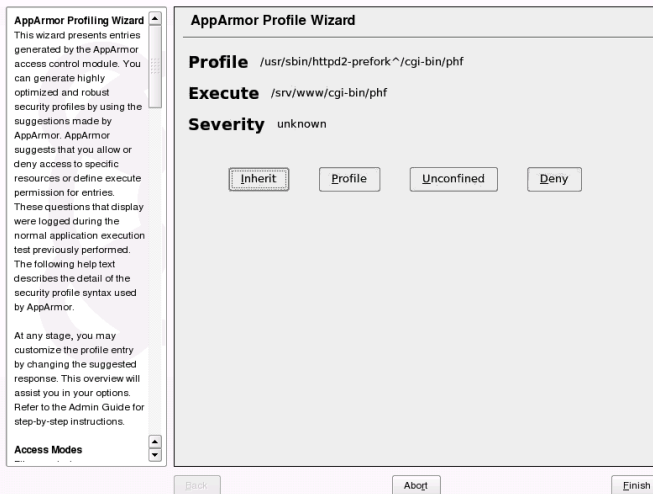 AppArmor Profiling Wizard
This wizard presents entries
generated by the AppArmor
access control module. You
can generate highly
optimized and robust
security profiles by using the
suggestions made by
AppArmor. AppArmor
suggests that you allow or
deny access to specific
resources or define execute
permission for entries.
These questions that display
were logged during the
normal application execution
test previously performed.
The following help text
describes the detail of the
security profile syntax used
by AppArmor.
At any stage, you may
customize the profile entry
by changing the suggested
response. This overview will
assist you in your options.
Refer to the Admin Guide for
step-by-step instructions.
Access Modes
AppArmor Profile Wizard
Profile /usr/sbin/httpd2-prefork^/cgi-bin/phf
Execute /srv/www/cgi-bin/phf
Severity unknown
Inherit Profile Unconfined Deny
Back Abort Finish